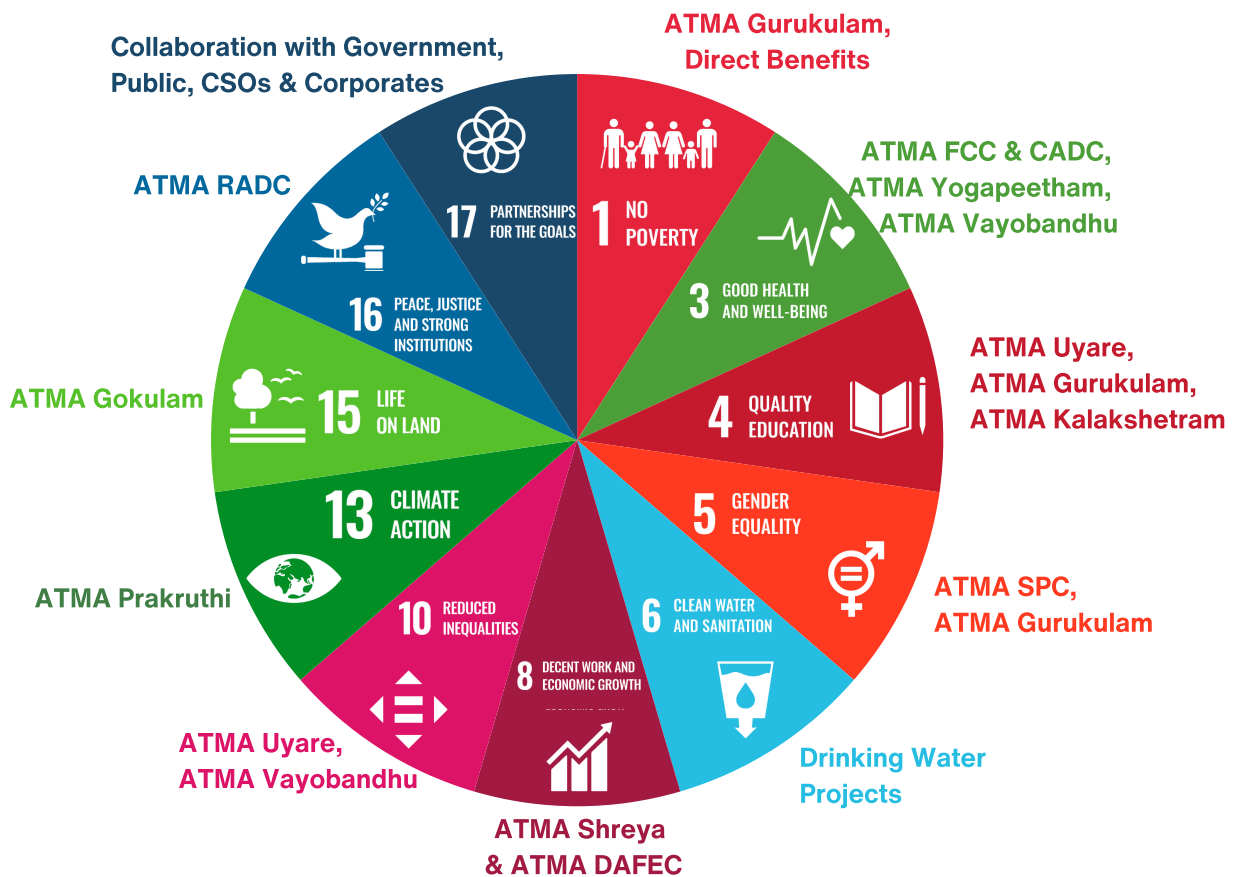 ATMA Gurukulam,
Direct Benefits
1 NO
POVERTY
ATMA FCC & CADC,
ATMA Yogapeetham,
ATMA Vayobandhu
3 GOOD HEALTH
AND WELL-BEING
ATMA Uyare,
ATMA Gurukulam,
ATMA Kalakshetram
4 QUALITY
EDUCATION
5 GENDER
EQUALITY
ATMA SPC,
ATMA Gurukulam
6 CLEAN WATER
AND SANITATION
Drinking Water
Projects
8 DECENT WORK AND
ECONOMIC GROWTH
ATMA Shreya
& ATMA DAFEC
10 REDUCED
INEQUALITIES
ATMA Uyare,
ATMA Vayobandhu
13 CLIMATE
ACTION
ATMA Prakruthi
15 LIFE
ON LAND
ATMA Gokulam
16 PEACE, JUSTICE
AND STRONG
INSTITUTIONS
ATMA RADC
17 PARTNERSHIPS
FOR THE GOALS
Collaboration with Government,
Public, CSOs & Corporates